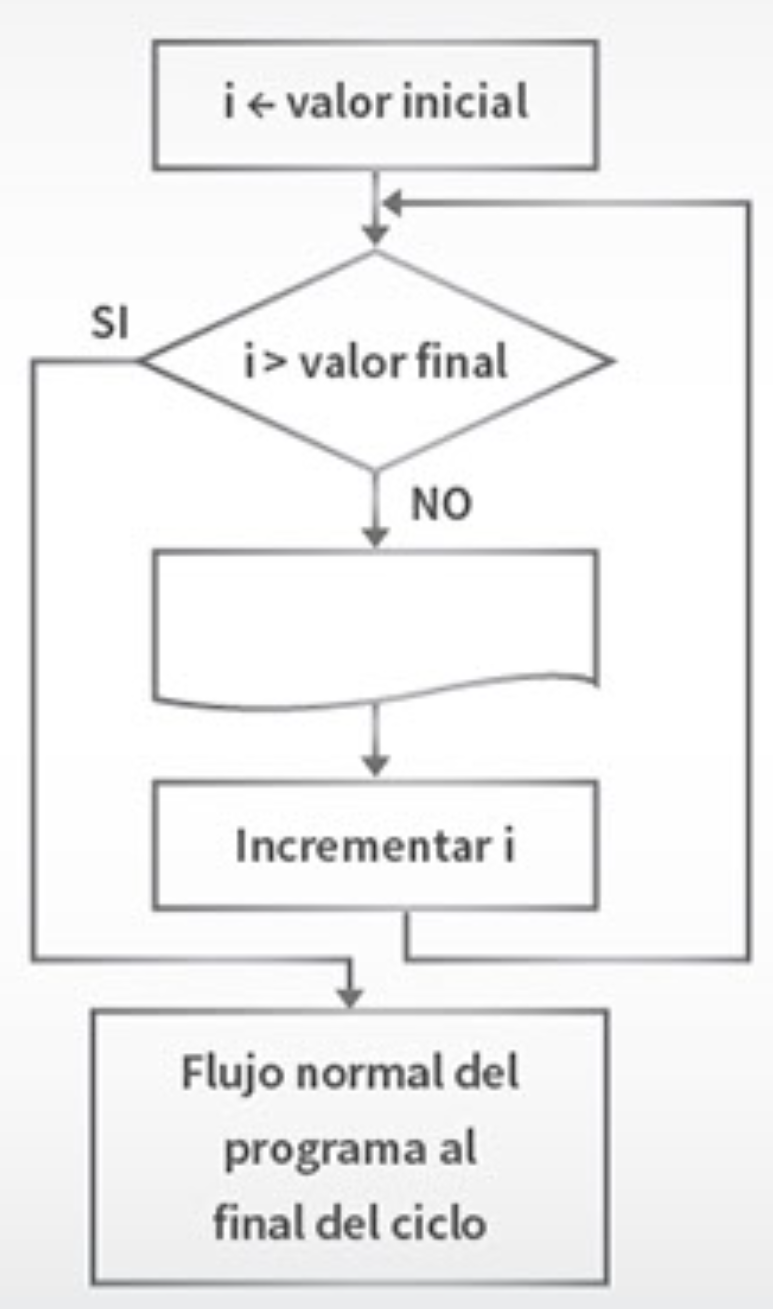 i ← valor inicial
SI
i > valor final
NO
Incrementar i
Flujo normal del
programa al
final del ciclo